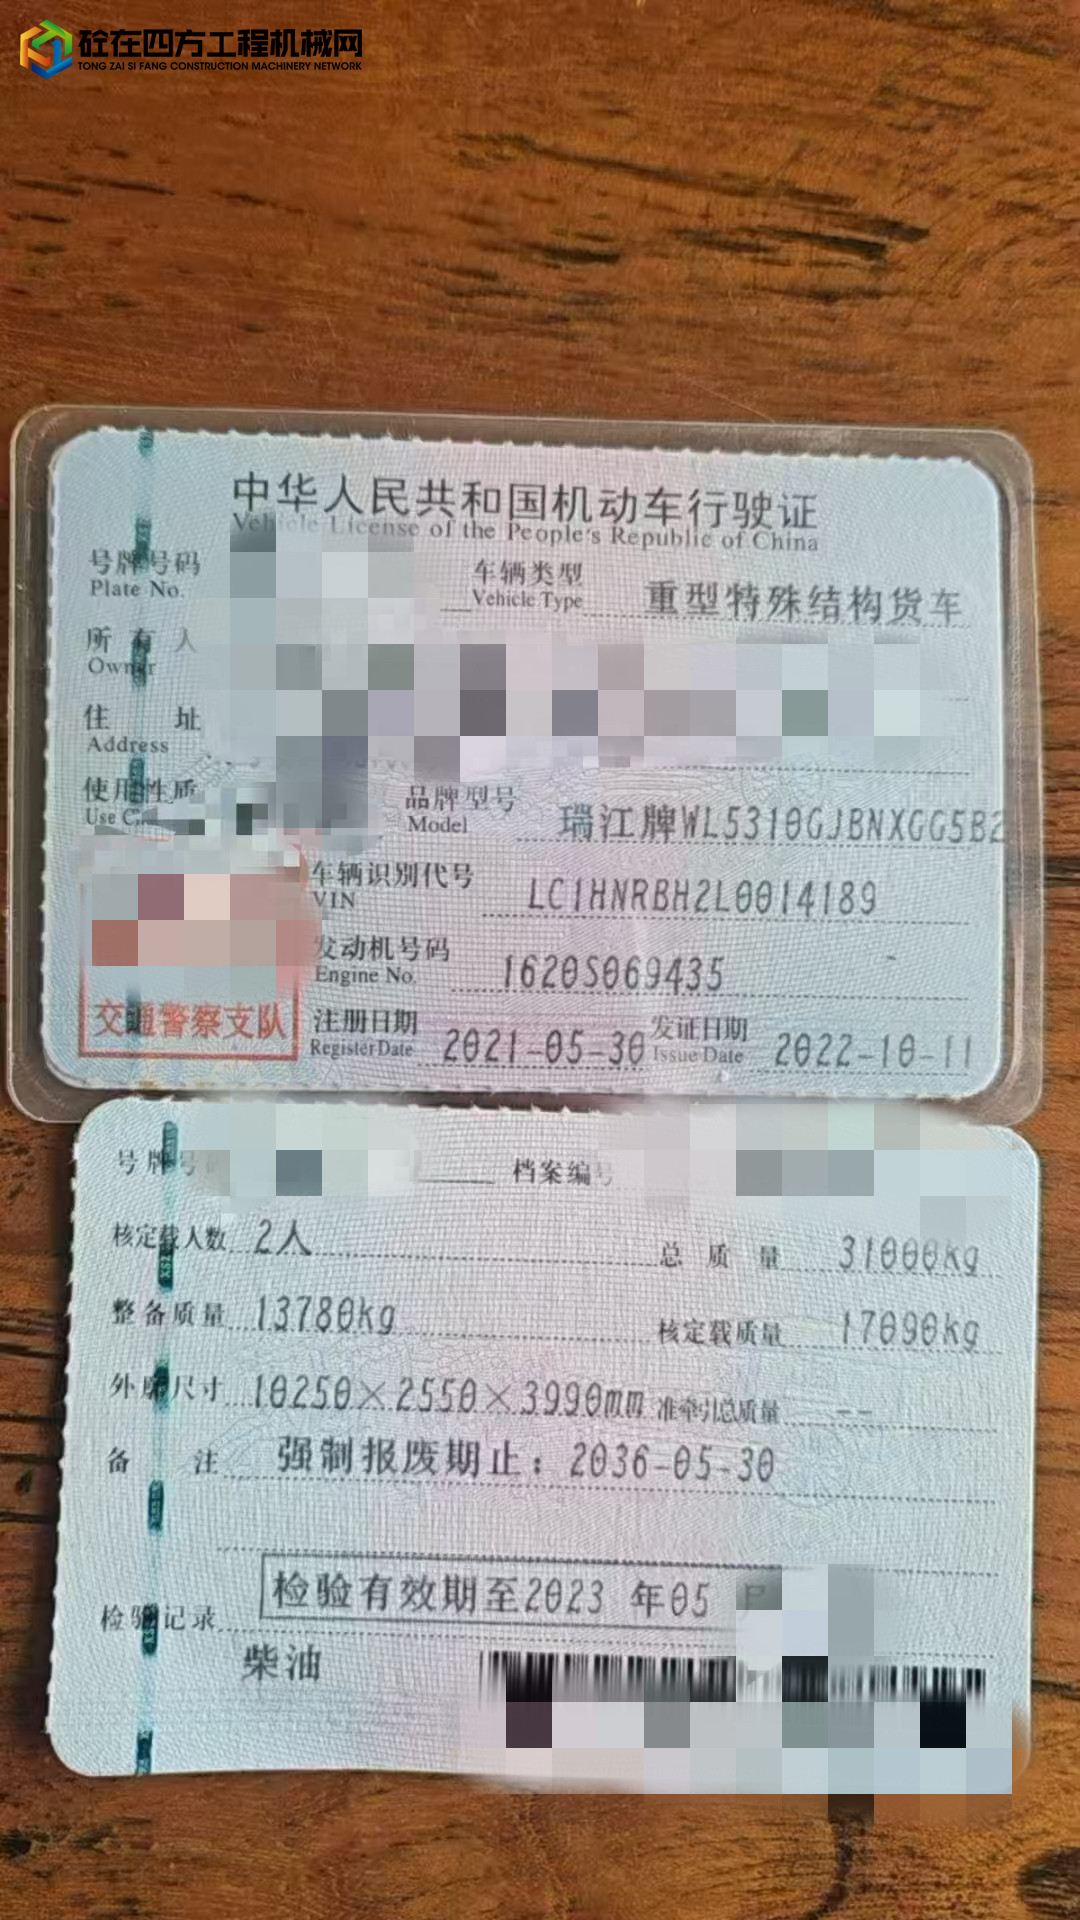 砼在四方工程机械网
TONG ZAI SI FANG CONSTRUCTION MACHINERY NETWORK
中华人民共和国机动车行驶证
Vehicle License of the People's Republic of China
号牌号码 车辆类型 重型特殊结构货车
Plate No. Vehicle Type
所有人
Owner
住址
Address
使用性质 品牌型号 瑞江牌WL5310GJBNXGG5B2
Use Model
车辆识别代号 LC1HNRBH2L0014189
VIN
发动机号码 1620S069435
Engine No.
交通警察支队
注册日期 2021-05-30 发证日期 2022-10-11
Register Date Issue Date
号牌号 档案编号
核定载人数 2人 总质量 31000kg
整备质量 13780kg 核定载质量 17090kg
外廓尺寸 10250×2550×3990mm 准牵引总质量 --
备注 强制报废期止：2036-05-30
检验有效期至2023 年05
检验记录
柴油